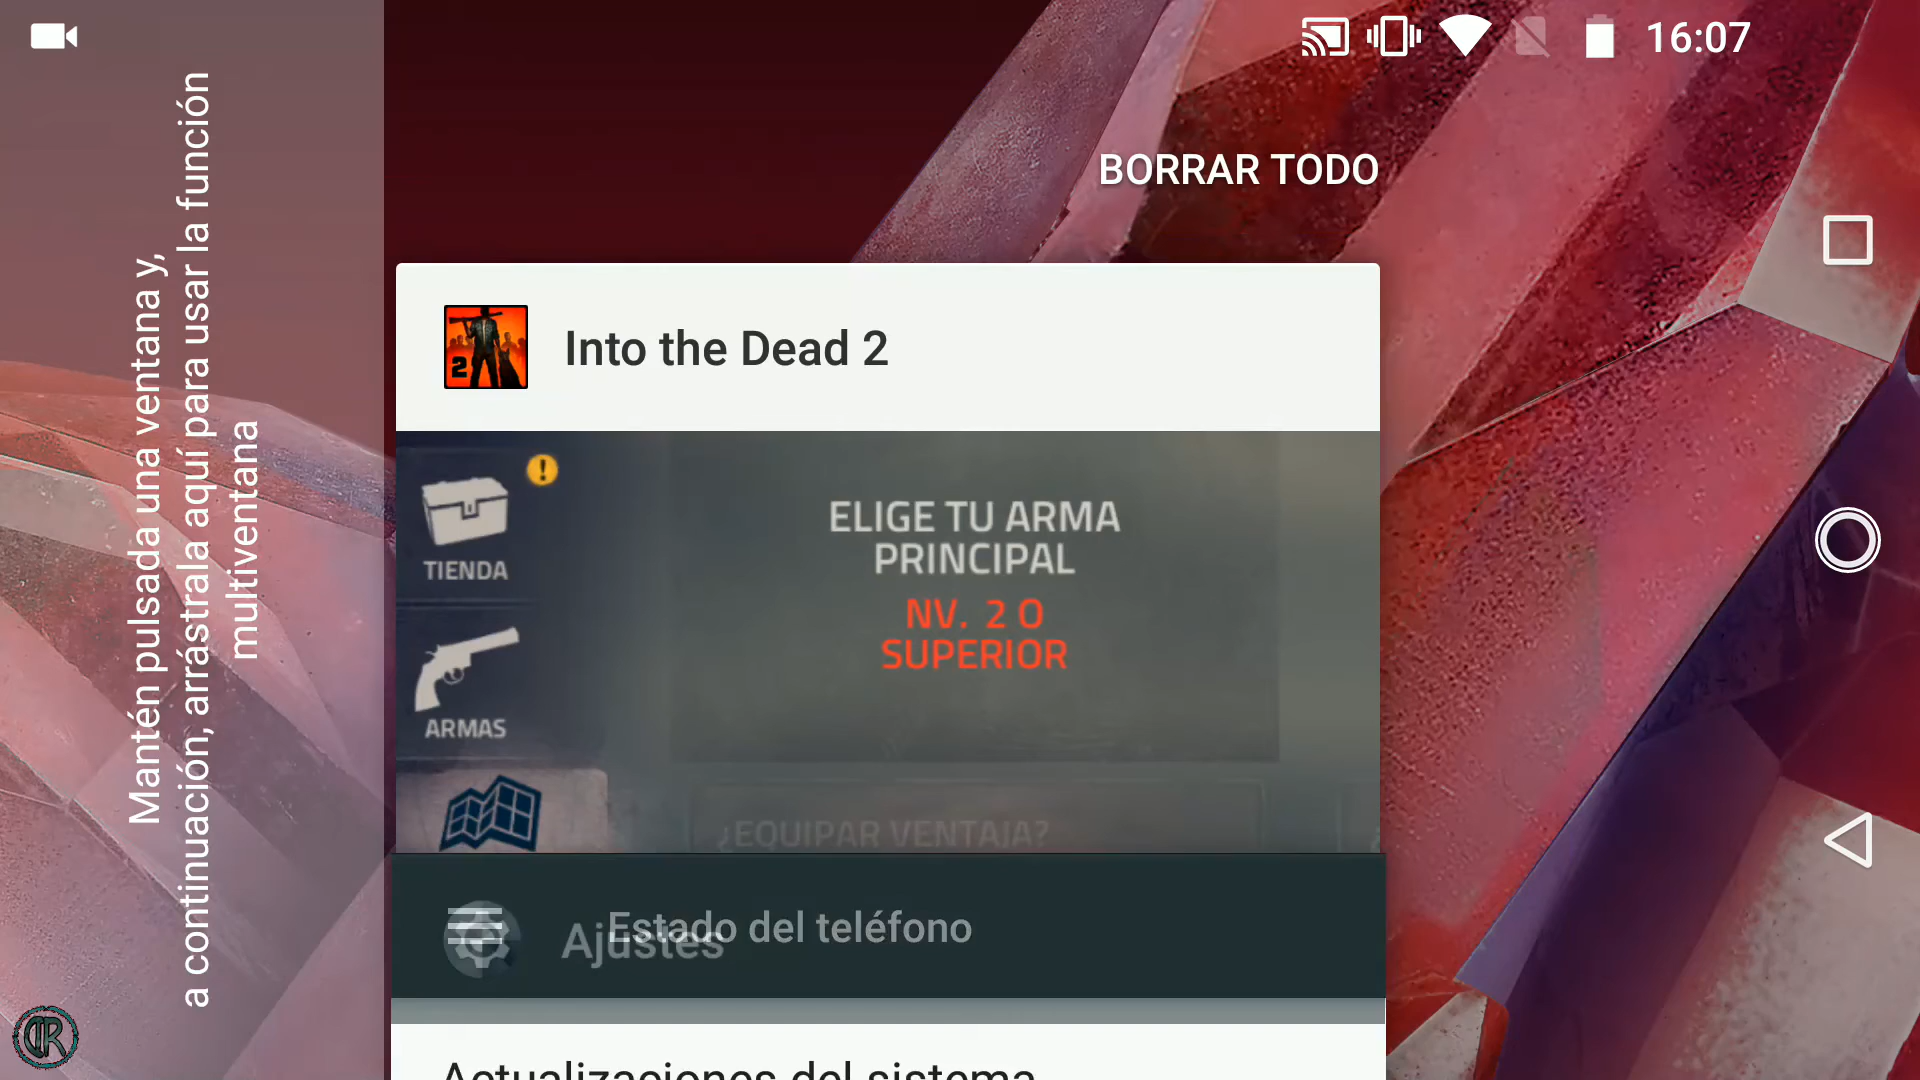 16:07
Mantén pulsada una ventana y,
a continuación, arrástrala aquí para usar la función
multiventana
BORRAR TODO
2
Into the Dead 2
!
TIENDA
ELIGE TU ARMA
PRINCIPAL
NV. 2 O
SUPERIOR
ARMAS
¿EQUIPAR VENTAJA?
Ajustes
Estado del teléfono
Actualizaciones del sistema